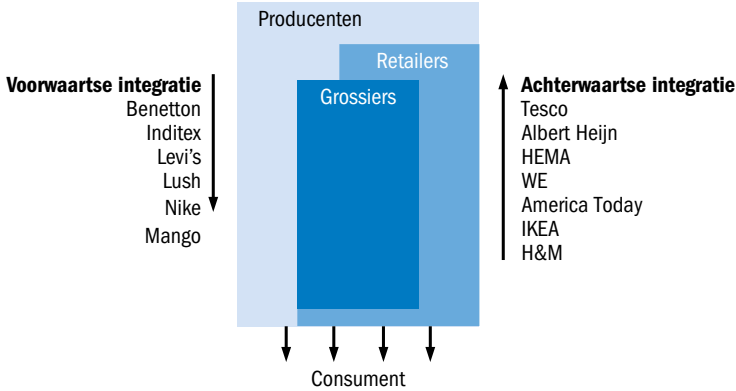 Producenten
Retailers
Grossiers
Voorwaartse integratie
Benetton
Inditex
Levi’s
Lush
Nike
Mango
Achterwaartse integratie
Tesco
Albert Heijn
HEMA
WE
America Today
IKEA
H&M
Consument